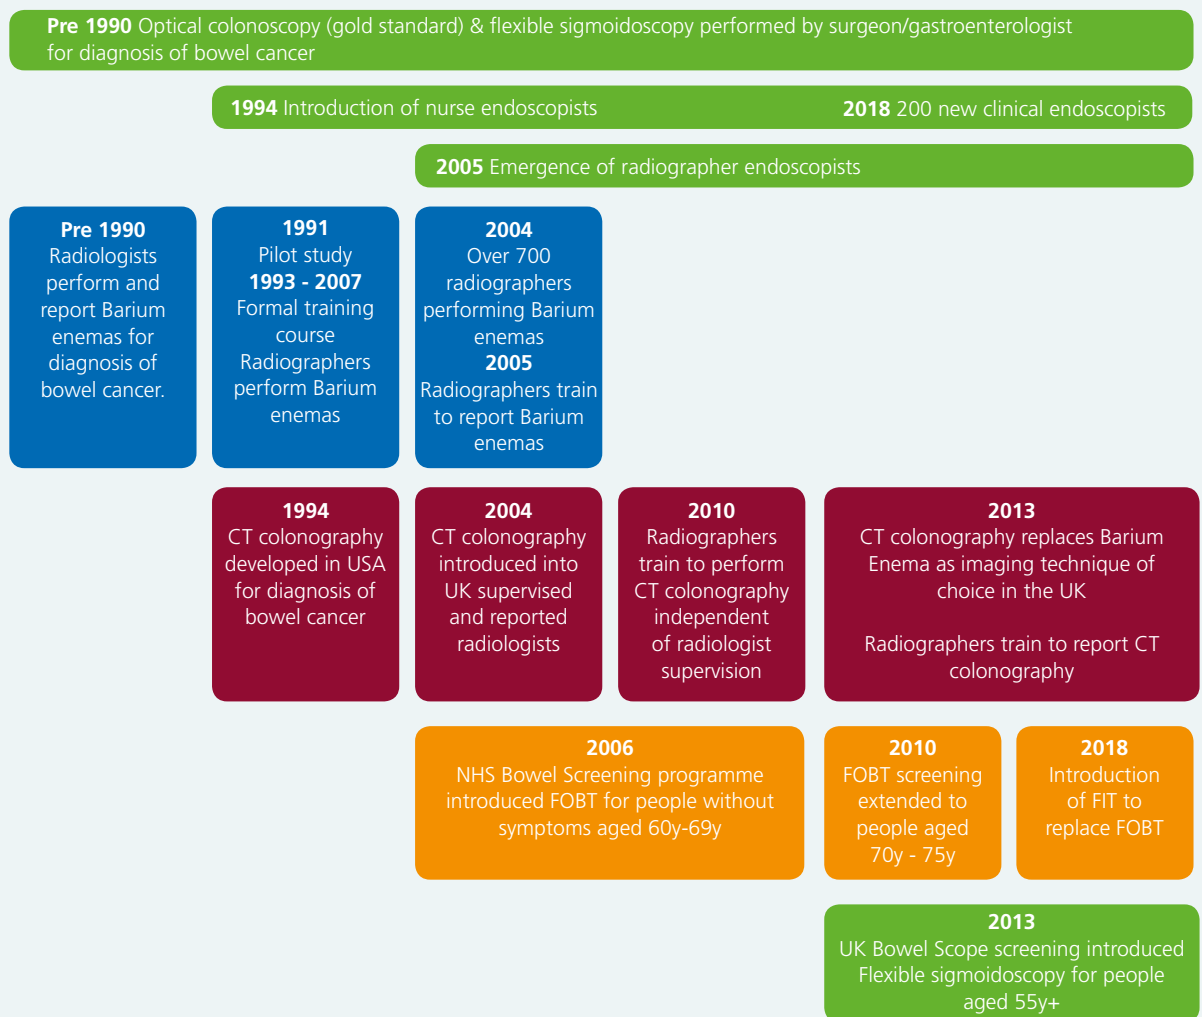 Pre 1990 Optical colonoscopy (gold standard) & flexible sigmoidoscopy performed by surgeon/gastroenterologist
for diagnosis of bowel cancer
1994 Introduction of nurse endoscopists
2018 200 new clinical endoscopists
2005 Emergence of radiographer endoscopists
Pre 1990
Radiologists
perform and
report Barium
enemas for
diagnosis of
bowel cancer.
1991
Pilot study
1993 - 2007
Formal training
course
Radiographers
perform Barium
enemas
2004
Over 700
radiographers
performing Barium
enemas
2005
Radiographers train
to report Barium
enemas
1994
CT colonography
developed in USA
for diagnosis of
bowel cancer
2004
CT colonography
introduced into
UK supervised
and reported
radiologists
2010
Radiographers
train to perform
CT colonography
independent
of radiologist
supervision
2013
CT colonography replaces Barium
Enema as imaging technique of
choice in the UK
Radiographers train to report CT
colonography
2006
NHS Bowel Screening programme
introduced FOBT for people without
symptoms aged 60y-69y
2010
FOBT screening
extended to
people aged
70y - 75y
2018
Introduction
of FIT to
replace FOBT
2013
UK Bowel Scope screening introduced
Flexible sigmoidoscopy for people
aged 55y+